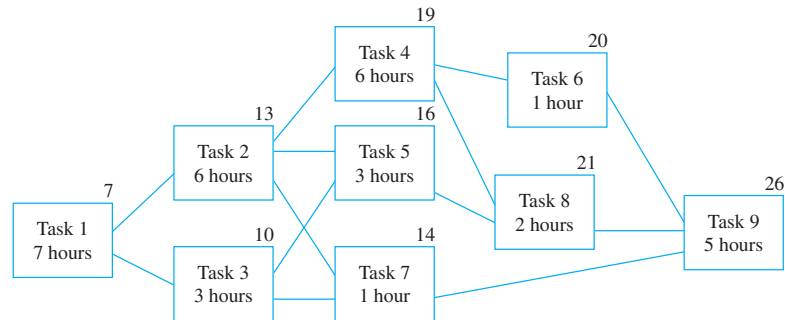 19
Task 4
6 hours
20
Task 6
1 hour
13
Task 2
6 hours
16
Task 5
3 hours
7
Task 1
7 hours
21
Task 8
2 hours
26
Task 9
5 hours
10
Task 3
3 hours
14
Task 7
1 hour